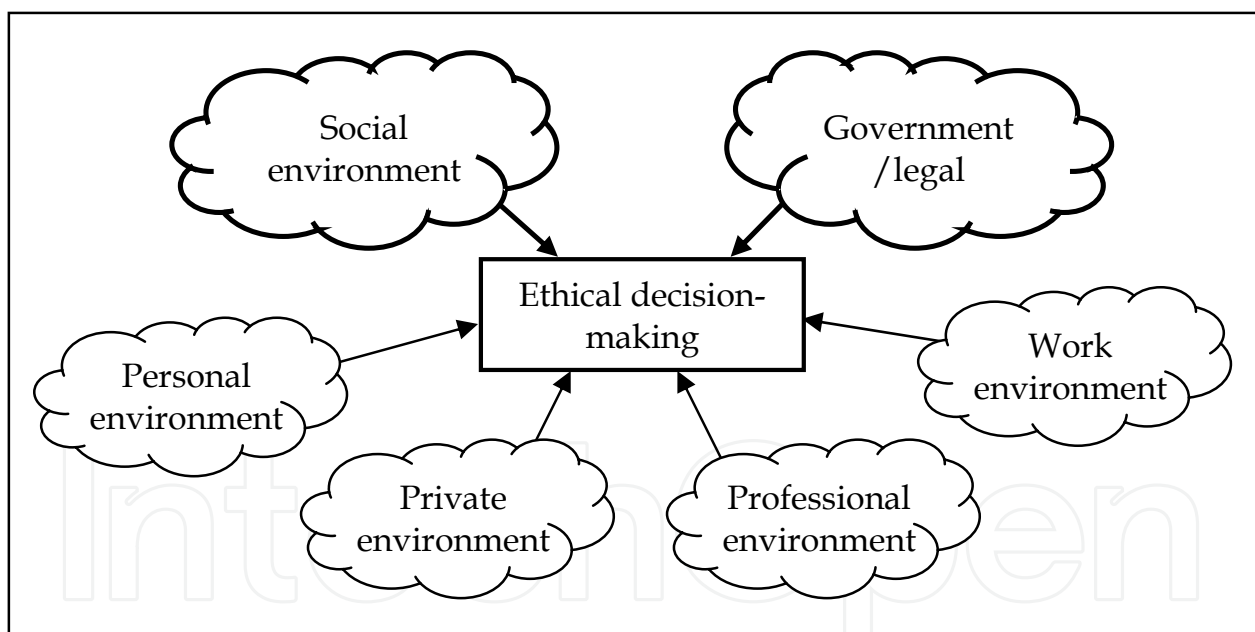 Social
environment
Government
/legal
Ethical decision-
making
Personal
environment
Work
environment
Private
environment
Professional
environment
IntechOpen